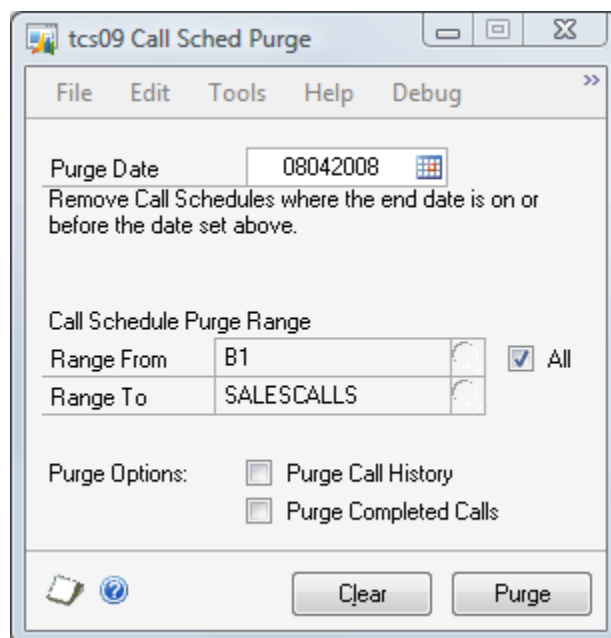 tcs09 Call Sched Purge
File Edit Tools Help Debug »
Purge Date 08042008
Remove Call Schedules where the end date is on or
before the date set above.
Call Schedule Purge Range
Range From B1 All
Range To SALESCALLS
Purge Options: Purge Call History
Purge Completed Calls
Clear Purge